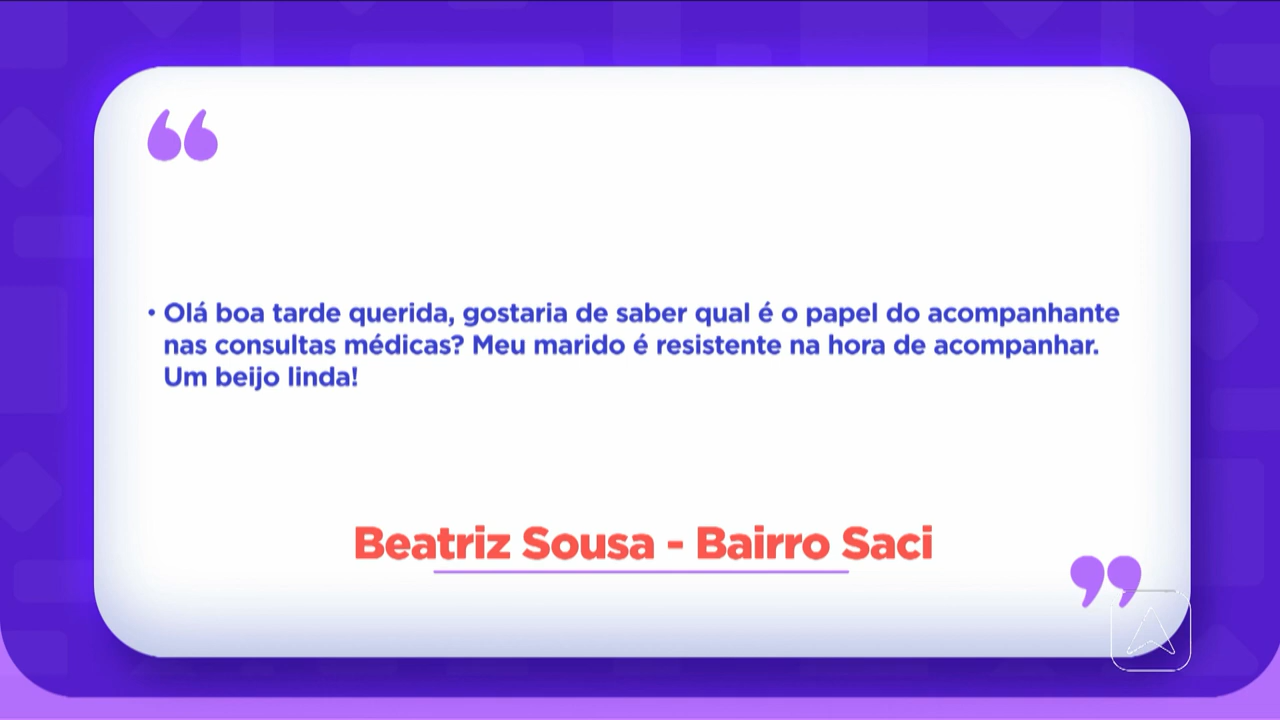 “
• Olá boa tarde querida, gostaria de saber qual é o papel do acompanhante
nas consultas médicas? Meu marido é resistente na hora de acompanhar.
Um beijo linda!
Beatriz Sousa - Bairro Saci
”